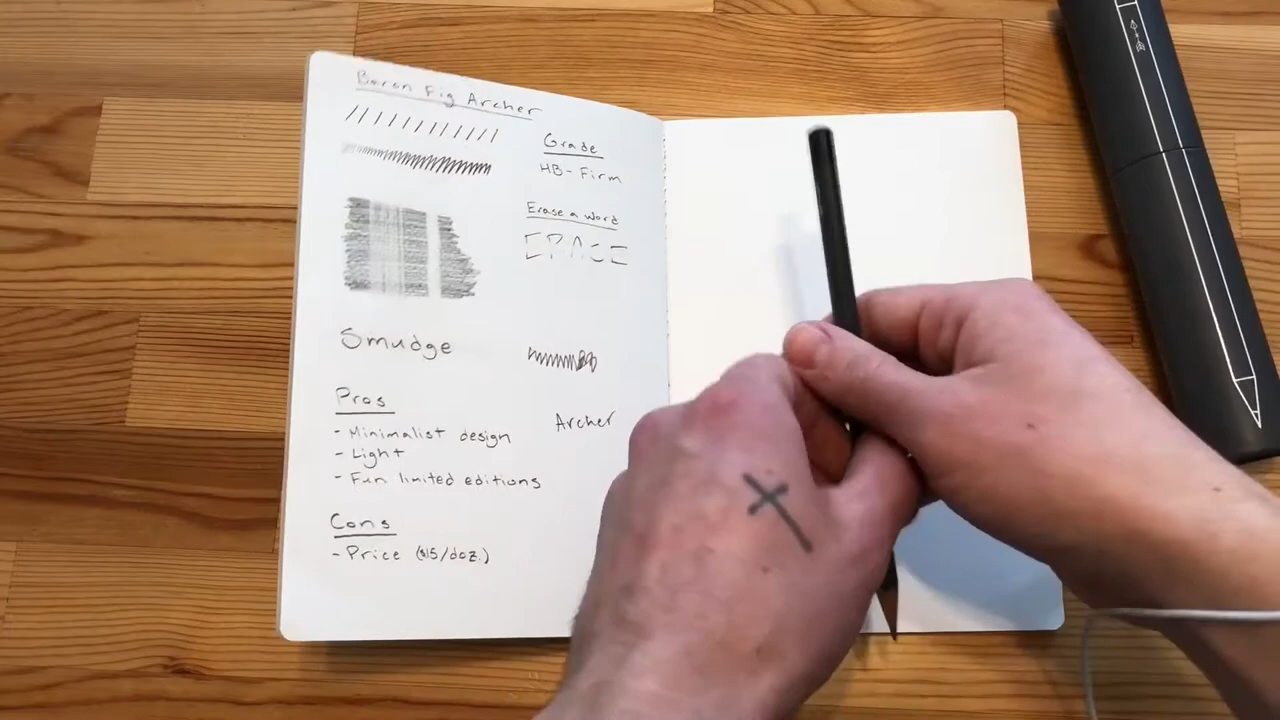 Baron Fig Archer
Grade
HB-Firm
Erase a word
ERASE
Smudge
Archer
Pros
- Minimalist design
- Light
- Fun limited editions
Cons
- Price ($15/doz.)